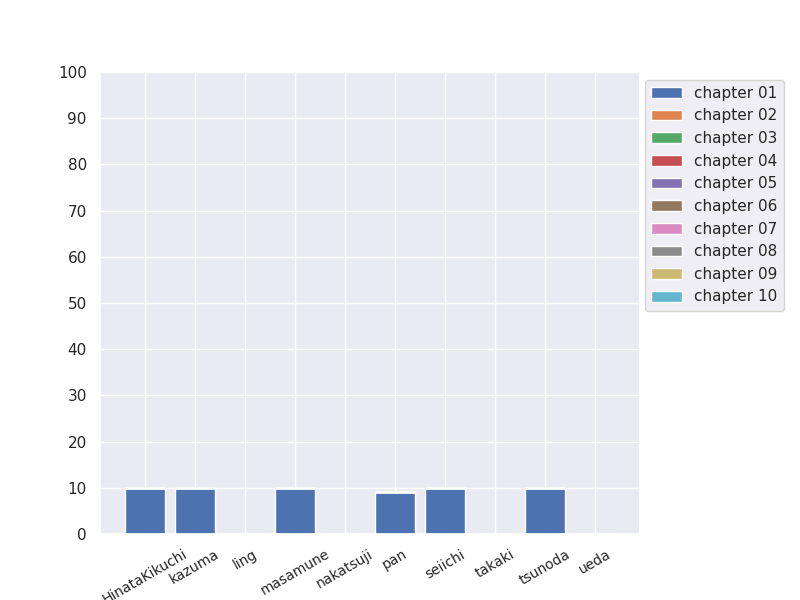 100
90
80
70
60
50
40
30
20
10
0
HinataKikuchi
kazuma
ling
masamune
nakatsuji
pan
seiichi
takaki
tsunoda
ueda
chapter 01
chapter 02
chapter 03
chapter 04
chapter 05
chapter 06
chapter 07
chapter 08
chapter 09
chapter 10